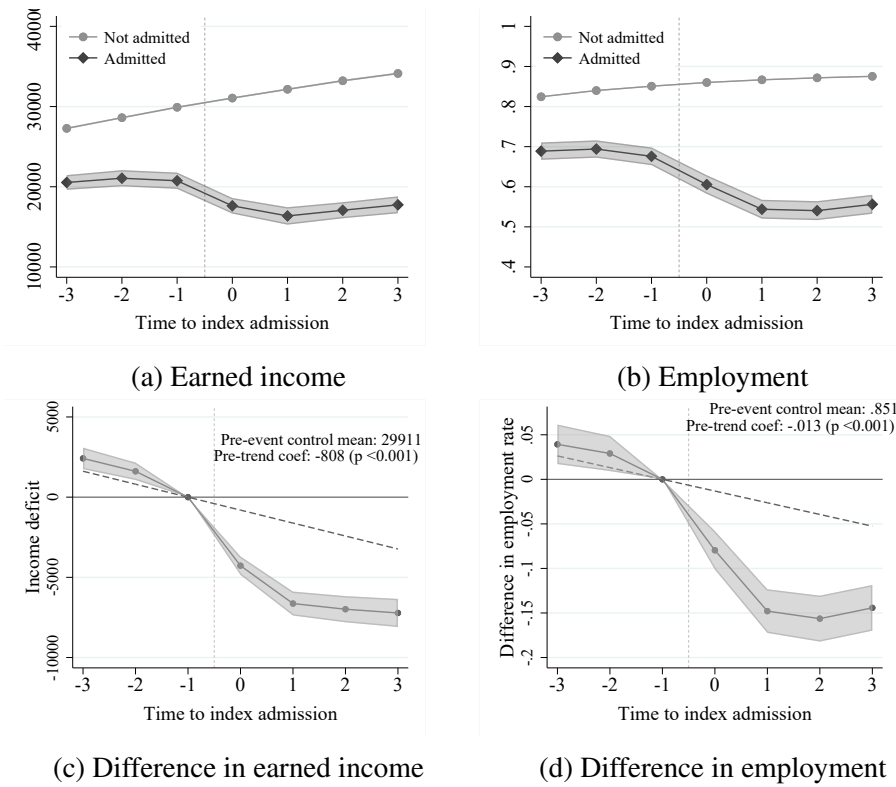 40000
30000
20000
10000
Not admitted
Admitted
-3 -2 -1 0 1 2 3
Time to index admission
(a) Earned income
1
.9
.8
.7
.6
.5
.4
Not admitted
Admitted
-3 -2 -1 0 1 2 3
Time to index admission
(b) Employment
Income deficit
5000
0
-5000
-10000
Pre-event control mean: 29911
Pre-trend coef: -808 (p <0.001)
-3 -2 -1 0 1 2 3
Time to index admission
(c) Difference in earned income
Difference in employment rate
.05
0
-.05
-.1
-.15
-.2
Pre-event control mean: .851
Pre-trend coef: -.013 (p <0.001)
-3 -2 -1 0 1 2 3
Time to index admission
(d) Difference in employment